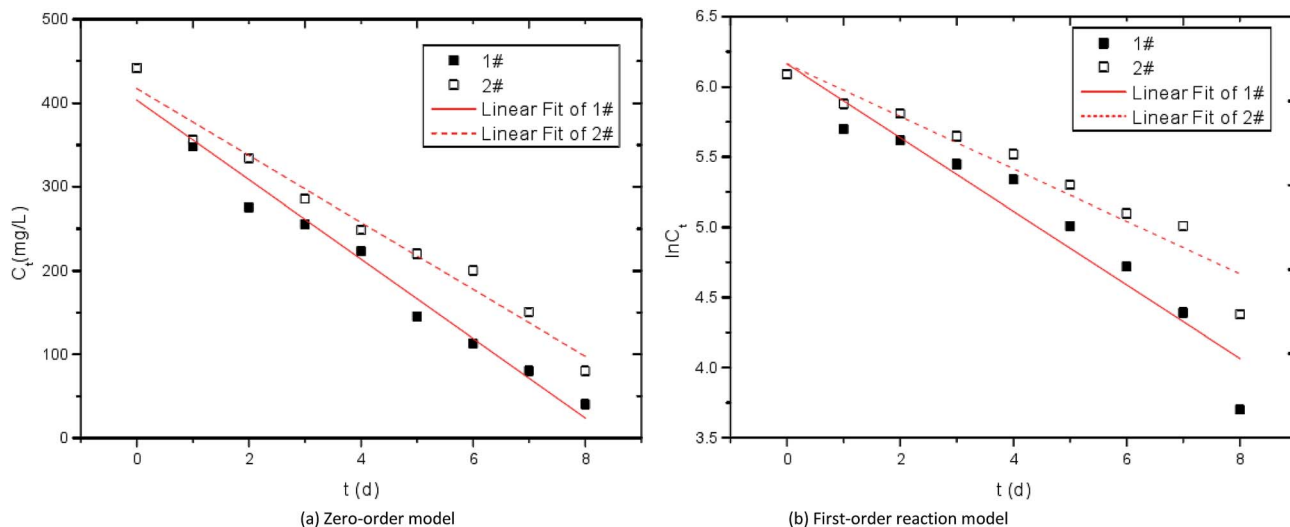 500
400
300
200
100
0
C_t(mg/L)
1#
2#
Linear Fit of 1#
Linear Fit of 2#
0 2 4 6 8
t (d)
(a) Zero-order model
6.5
6.0
5.5
5.0
4.5
4.0
3.5
lnC_t
1#
2#
Linear Fit of 1#
Linear Fit of 2#
0 2 4 6 8
t (d)
(b) First-order reaction model